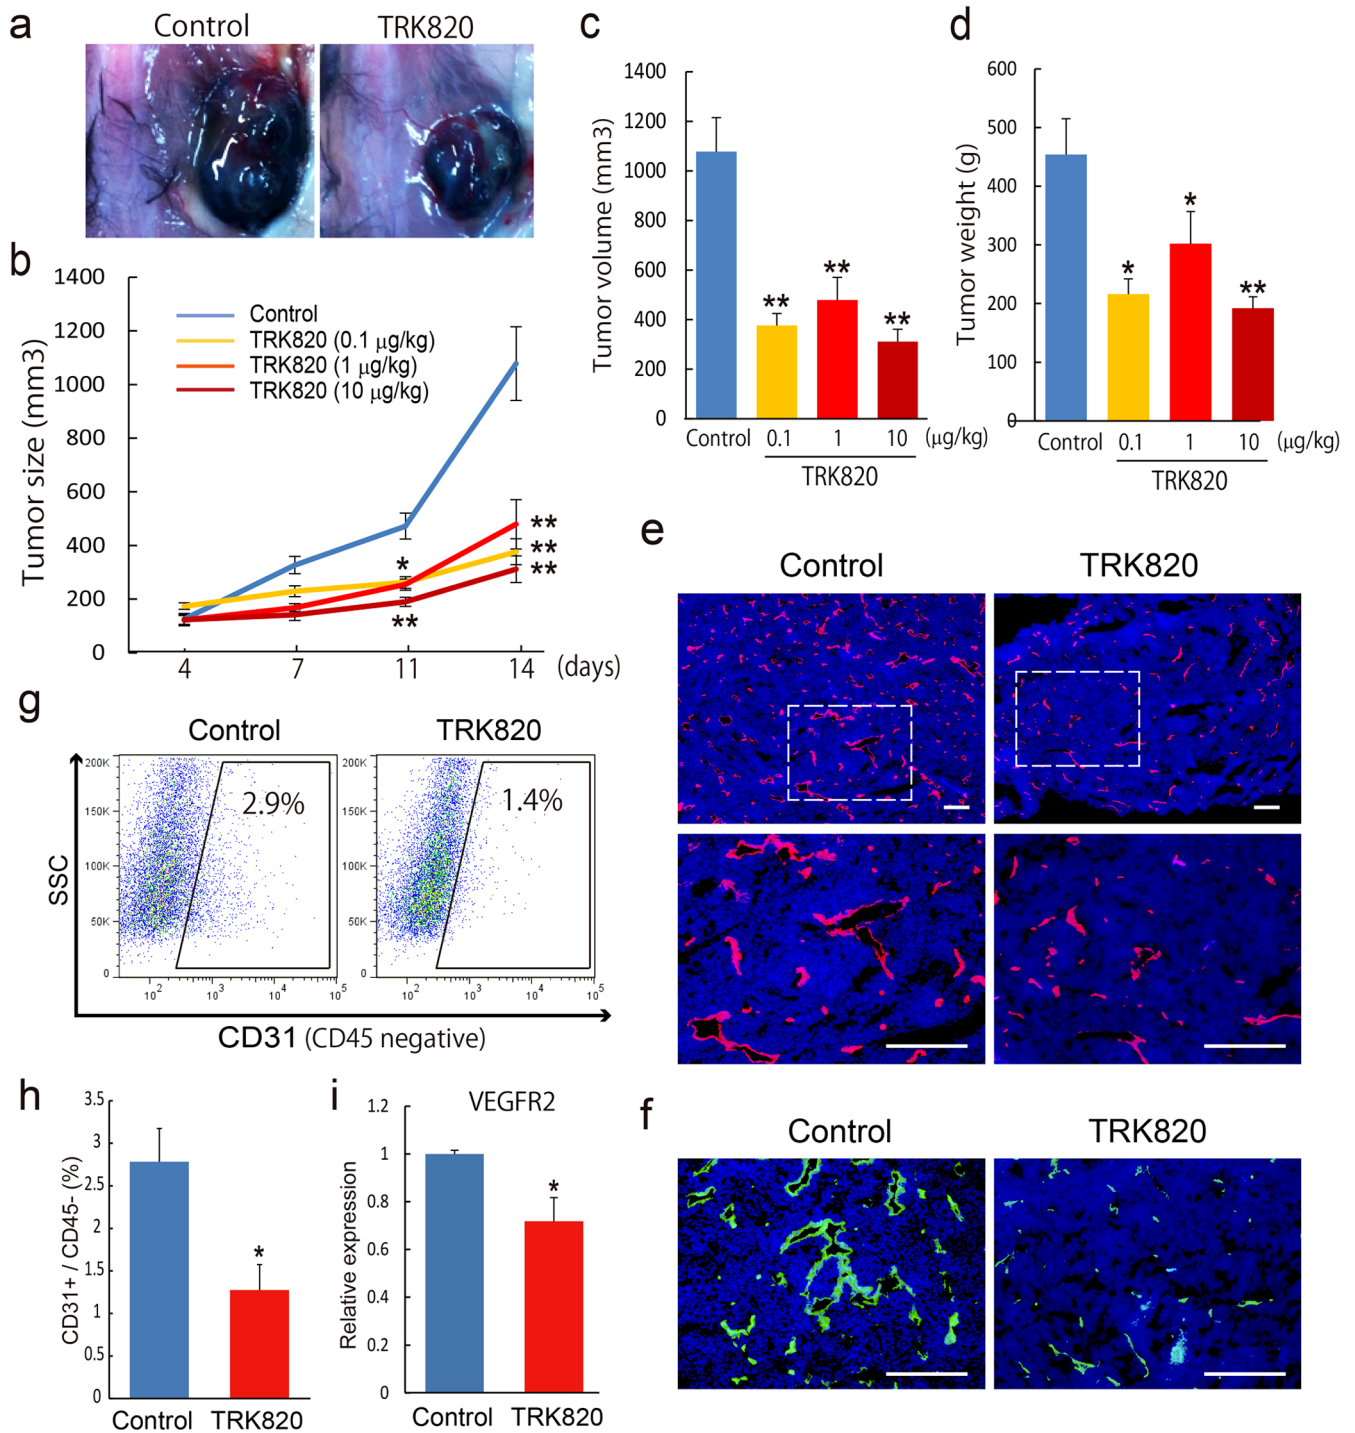 a
Control
TRK820
b
1400
1200
1000
800
600
400
200
0
Tumor size (mm3)
Control
TRK820 (0.1 μg/kg)
TRK820 (1 μg/kg)
TRK820 (10 μg/kg)
*
**
**
**
**
4
7
11
14
(days)
c
1400
1200
1000
800
600
400
200
0
Tumor volume (mm3)
**
**
**
Control
0.1
1
10
(μg/kg)
TRK820
d
600
500
400
300
200
100
0
Tumor weight (g)
*
*
**
Control
0.1
1
10
(μg/kg)
TRK820
e
Control
TRK820
f
Control
TRK820
g
Control
TRK820
SSC
200K
150K
100K
50K
0
2.9%
10²
10³
10⁴
10⁵
200K
150K
100K
50K
0
1.4%
10²
10³
10⁴
10⁵
CD31 (CD45 negative)
h
3.5
3
2.5
2
1.5
1
0.5
0
CD31+ / CD45- (%)
*
Control
TRK820
i
VEGFR2
1.2
1
0.8
0.6
0.4
0.2
0
Relative expression
*
Control
TRK820